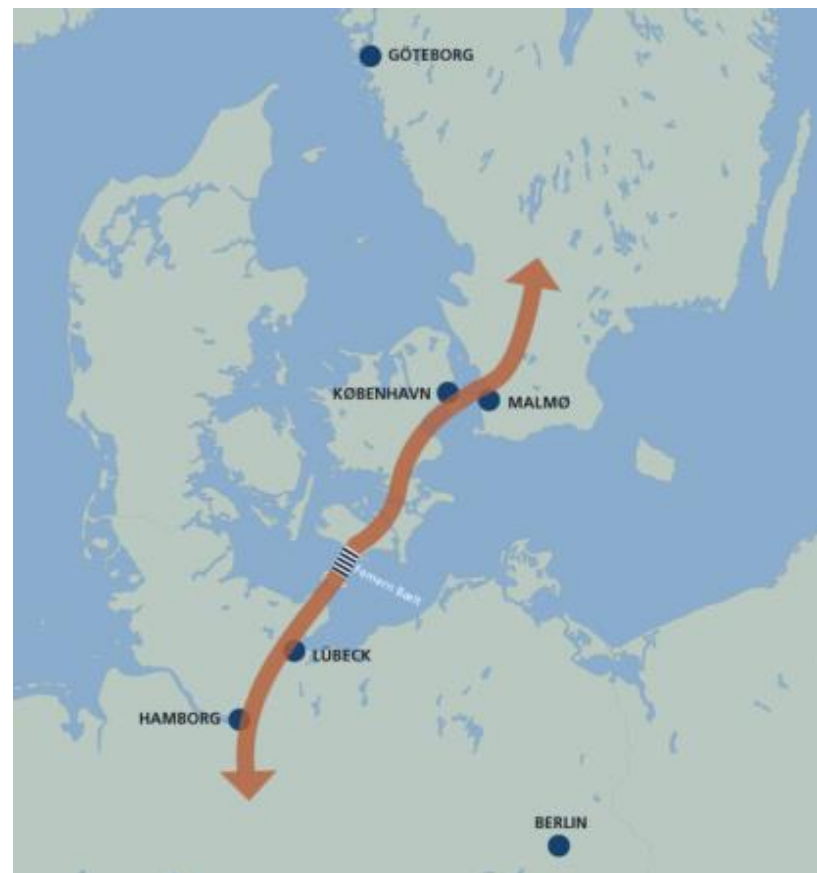 GÖTEBORG
KØBENHAVN
MALMØ
Femern Bælt
LÜBECK
HAMBORG
BERLIN